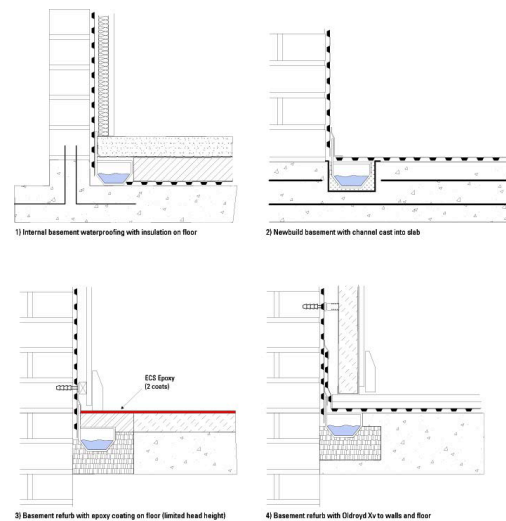 1) Internal basement waterproofing with insulation on floor
2) Newbuild basement with channel cast into slab
ECS Epoxy
(2 coats)
3) Basement refurb with epoxy coating on floor (limited head height)
4) Basement refurb with Oldroyd Xv to walls and floor